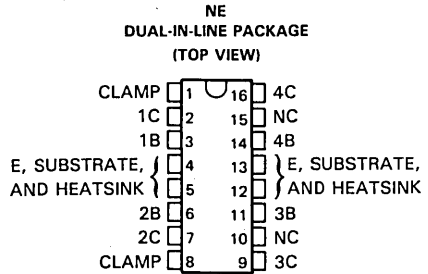 NE
DUAL-IN-LINE PACKAGE
(TOP VIEW)
CLAMP 1 16 4C
1C 2 15 NC
1B 3 14 4B
E, SUBSTRATE, 4 13 E, SUBSTRATE,
AND HEATSINK 5 12 AND HEATSINK
2B 6 11 3B
2C 7 10 NC
CLAMP 8 9 3C